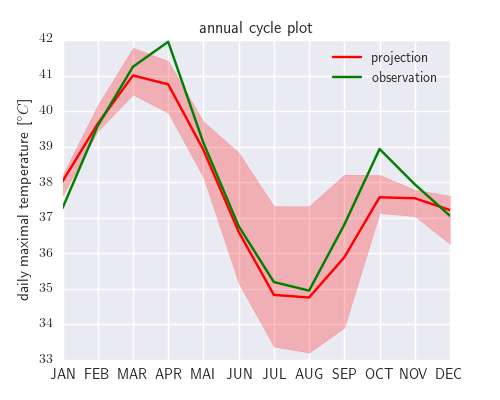 annual cycle plot
projection
observation
daily maximal temperature [°C]
42
41
40
39
38
37
36
35
34
33
JAN FEB MAR APR MAI JUN JUL AUG SEP OCT NOV DEC